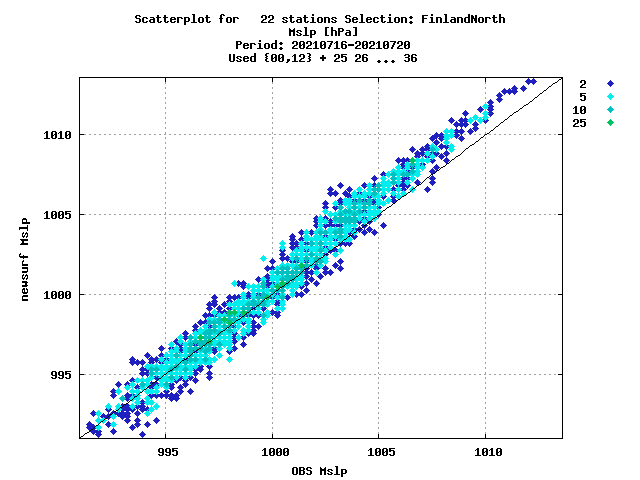 Scatterplot for   22 stations Selection: FinlandNorth
Mslp [hPa]
Period: 20210716-20210720
Used {00,12} + 25 26 ... 36
2
5
10
25
1010
1005
1000
995
newsurf Mslp
995
1000
1005
1010
OBS Mslp